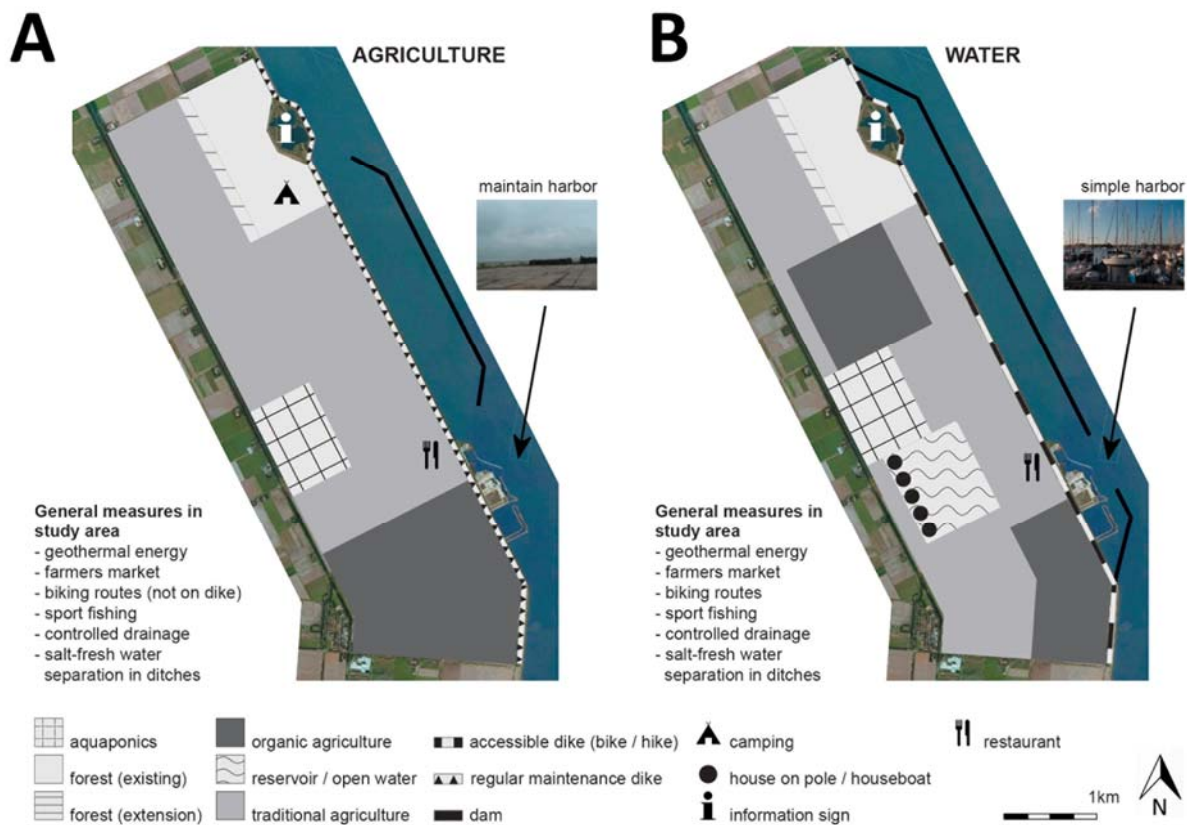 A
AGRICULTURE
maintain harbor
General measures in
study area
- geothermal energy
- farmers market
- biking routes (not on dike)
- sport fishing
- controlled drainage
- salt-fresh water
separation in ditches
B
WATER
simple harbor
General measures in
study area
- geothermal energy
- farmers market
- biking routes
- sport fishing
- controlled drainage
- salt-fresh water
separation in ditches
aquaponics
forest (existing)
forest (extension)
organic agriculture
reservoir / open water
traditional agriculture
accessible dike (bike / hike)
regular maintenance dike
dam
camping
house on pole / houseboat
information sign
restaurant
1km
N